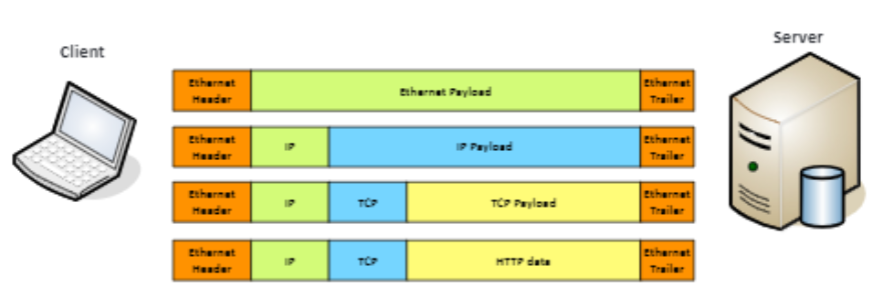 Client
Server
Ethernet
Header
Ethernet Payload
Ethernet
Trailer
Ethernet
Header
IP
IP Payload
Ethernet
Trailer
Ethernet
Header
IP
TCP
TCP Payload
Ethernet
Trailer
Ethernet
Header
IP
TCP
HTTP data
Ethernet
Trailer